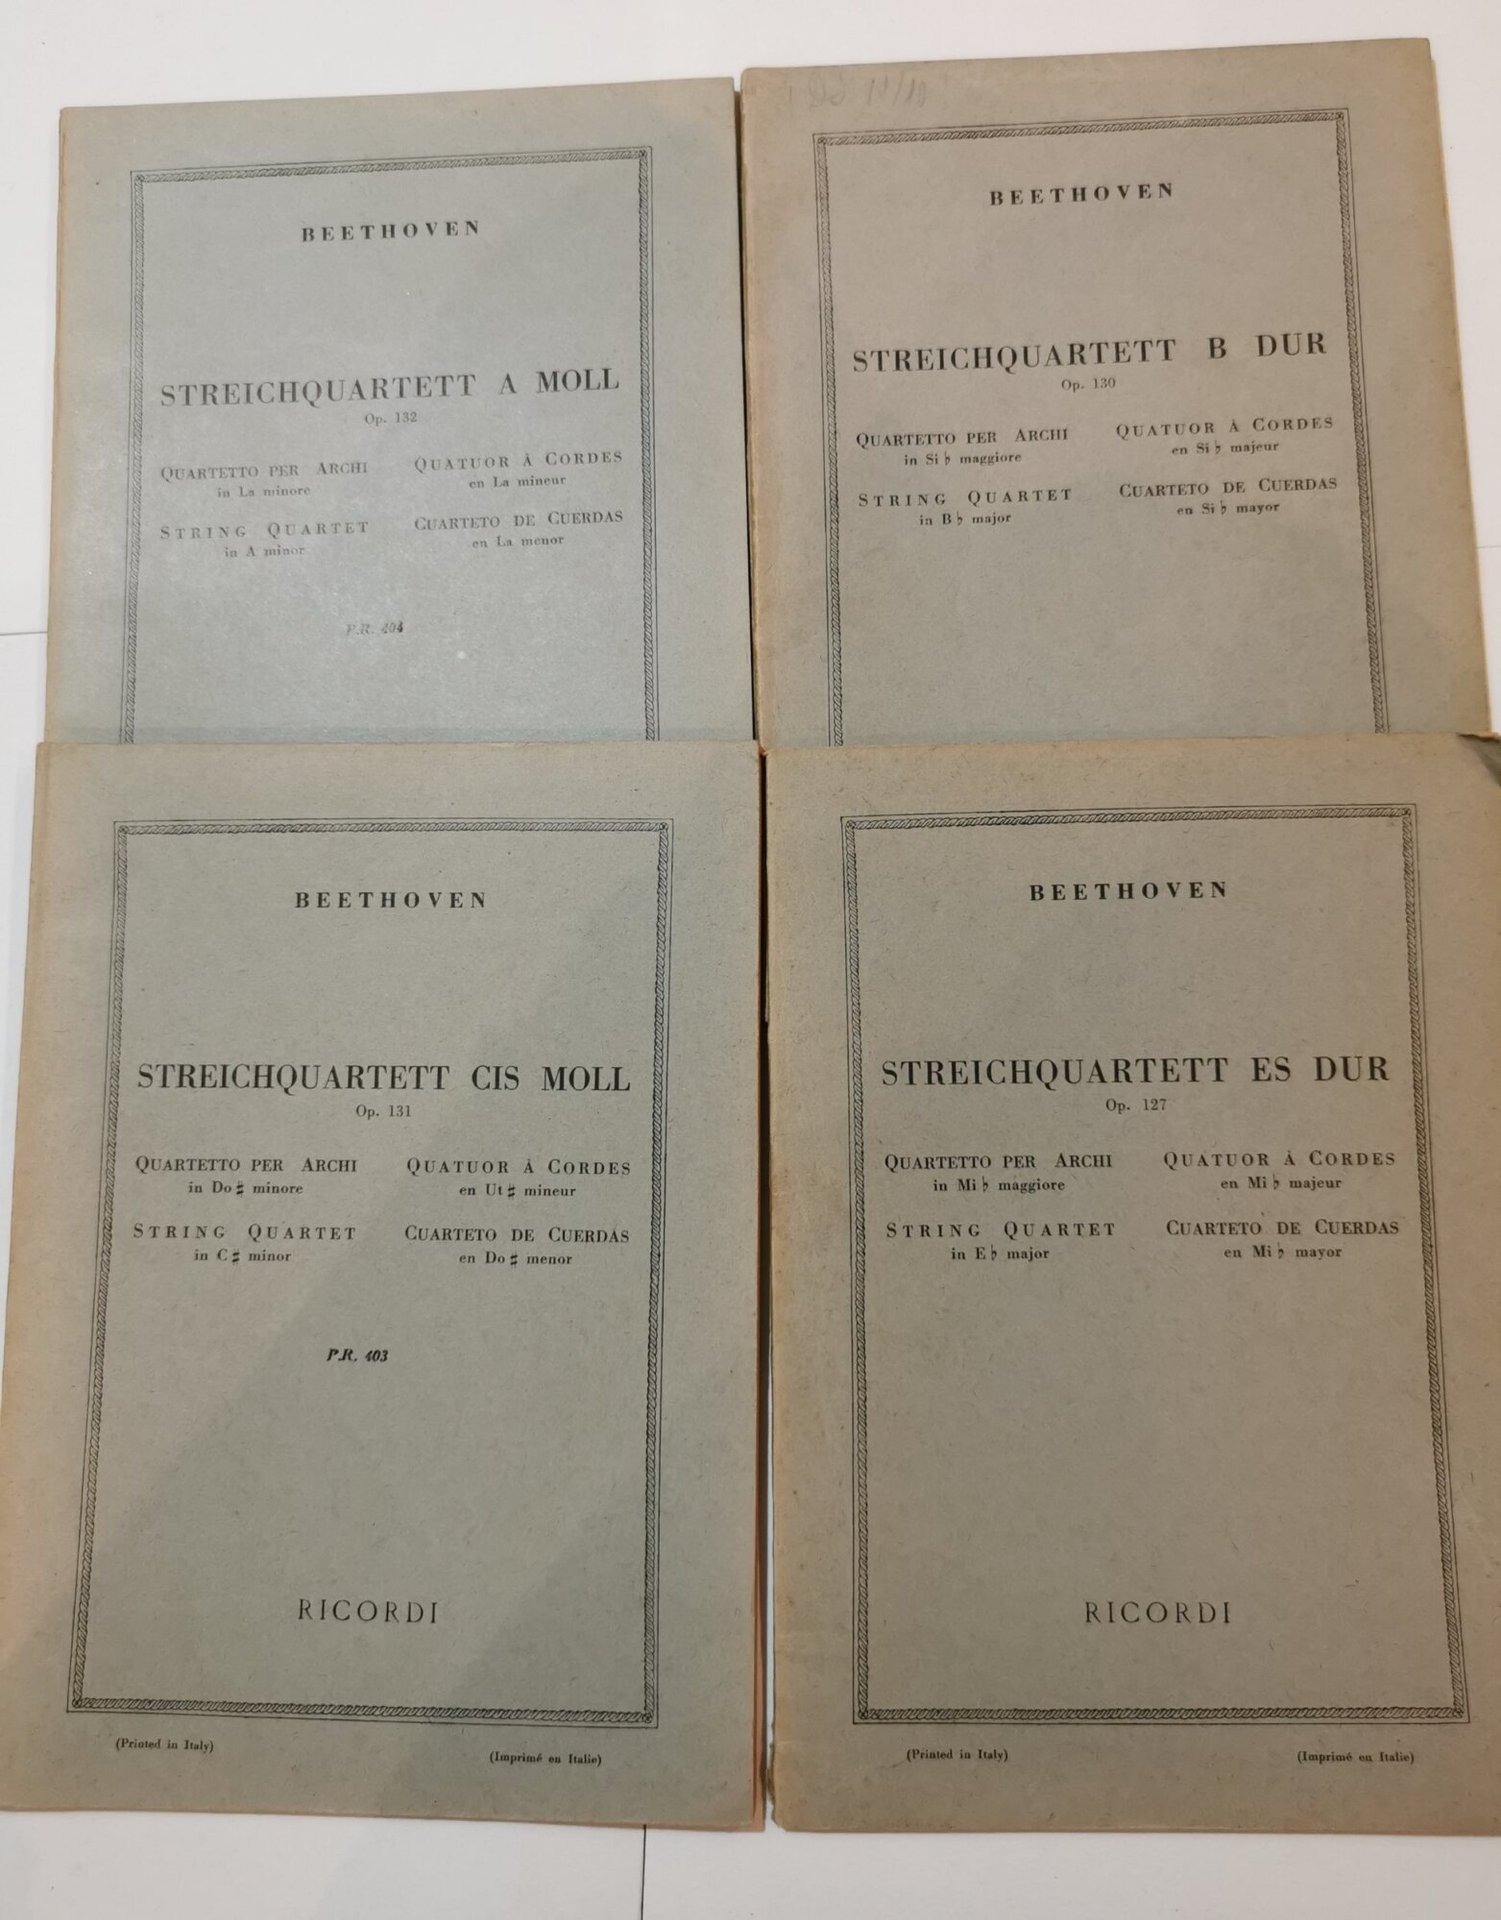 BEETHOVEN
STREICHQUARTETT A MOLL
Op. 132
QUARTETTO PER ARCHI
in La minore
QUATUOR À CORDES
en La mineur
STRING QUARTET
in A minor
CUARTETO DE CUERDAS
en La menor
P.R. 404
BEETHOVEN
STREICHQUARTETT B DUR
Op. 130
QUARTETTO PER ARCHI
in Si ♭ maggiore
QUATUOR À CORDES
en Si ♭ majeur
STRING QUARTET
in B ♭ major
CUARTETO DE CUERDAS
en Si ♭ mayor
BEETHOVEN
STREICHQUARTETT CIS MOLL
Op. 131
QUARTETTO PER ARCHI
in Do ♯ minore
QUATUOR À CORDES
en Ut ♯ mineur
STRING QUARTET
in C ♯ minor
CUARTETO DE CUERDAS
en Do ♯ menor
P.R. 403
RICORDI
(Printed in Italy)
(Imprimé en Italie)
BEETHOVEN
STREICHQUARTETT ES DUR
Op. 127
QUARTETTO PER ARCHI
in Mi ♭ maggiore
QUATUOR À CORDES
en Mi ♭ majeur
STRING QUARTET
in E ♭ major
CUARTETO DE CUERDAS
en Mi ♭ mayor
RICORDI
(Printed in Italy)
(Imprimé en Italie)